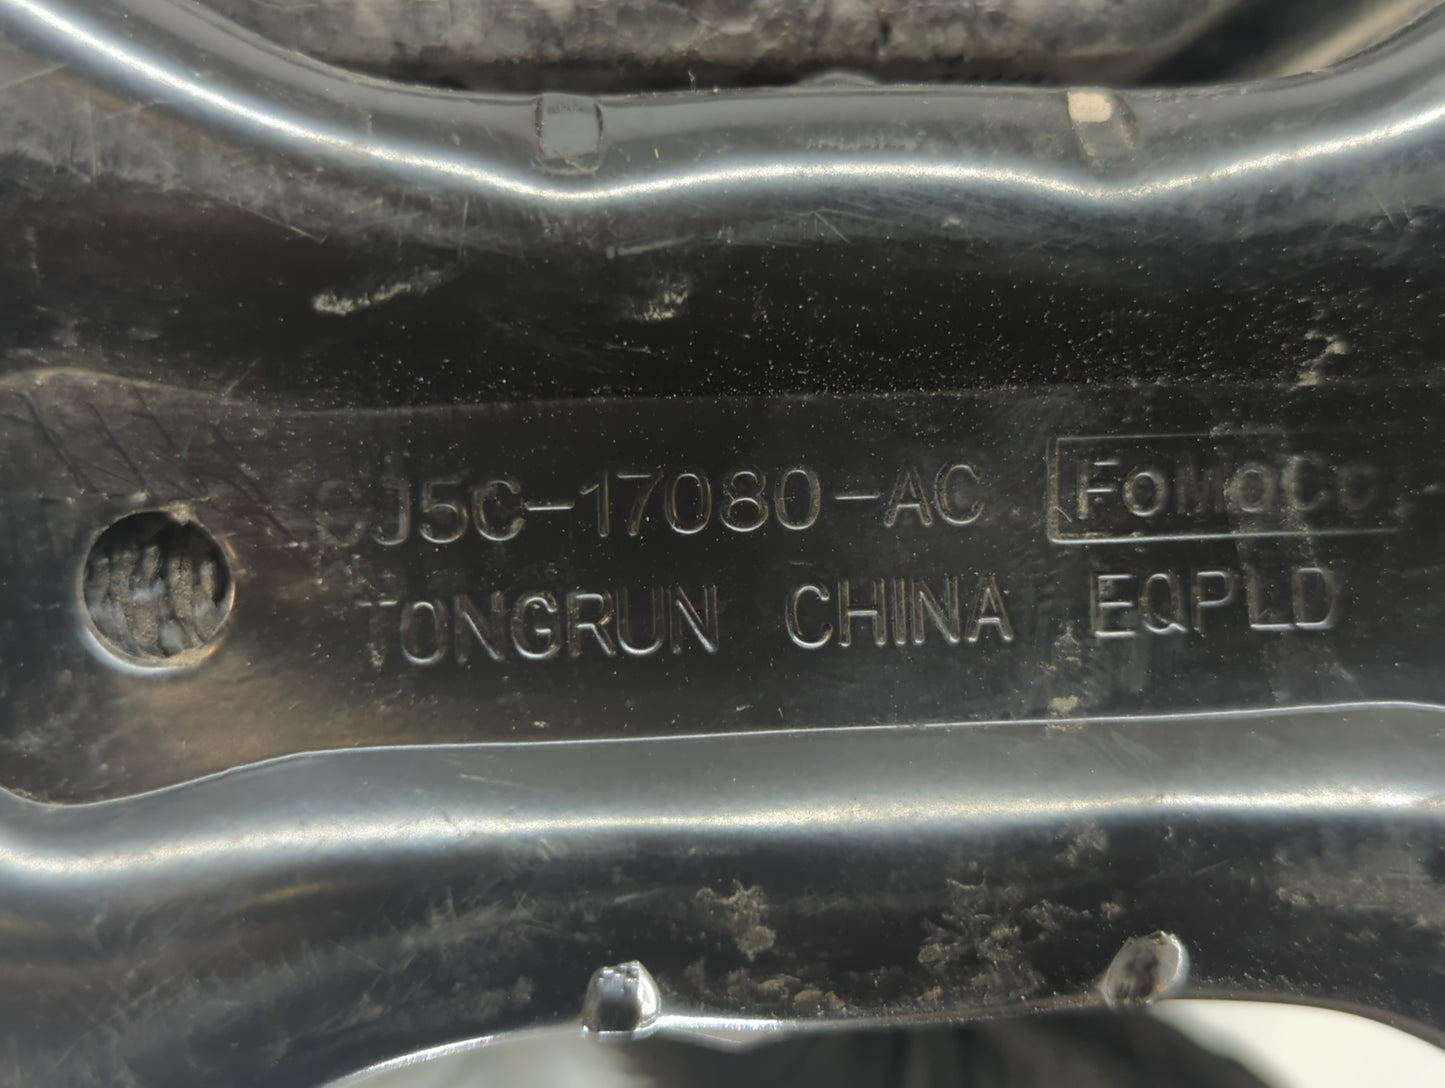 CJ5C-17080-AC FoMoCo
TONGRUN CHINA EQPLD